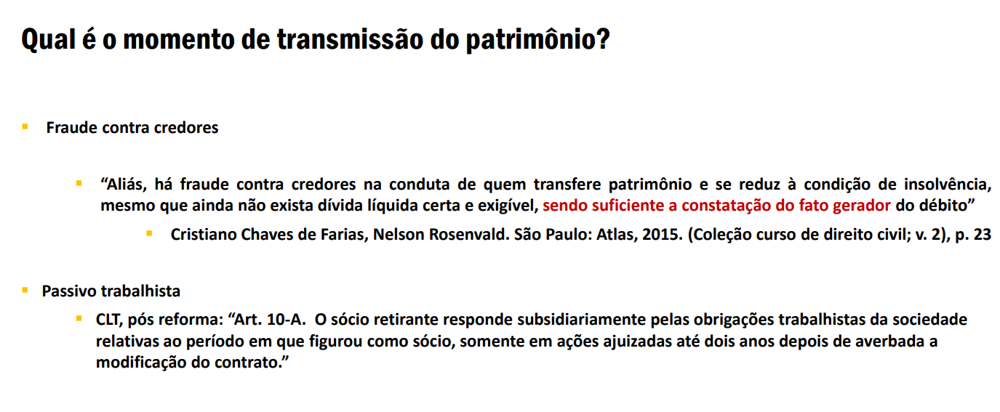 Qual é o momento de transmissão do patrimônio?
Fraude contra credores
“Aliás, há fraude contra credores na conduta de quem transfere patrimônio e se reduz à condição de insolvência,
mesmo que ainda não exista dívida líquida certa e exigível, sendo suficiente a constatação do fato gerador do débito”
Cristiano Chaves de Farias, Nelson Rosenvald. São Paulo: Atlas, 2015. (Coleção curso de direito civil; v. 2), p. 23
Passivo trabalhista
CLT, pós reforma: “Art. 10-A. O sócio retirante responde subsidiariamente pelas obrigações trabalhistas da sociedade
relativas ao período em que figurou como sócio, somente em ações ajuizadas até dois anos depois de averbada a
modificação do contrato.”